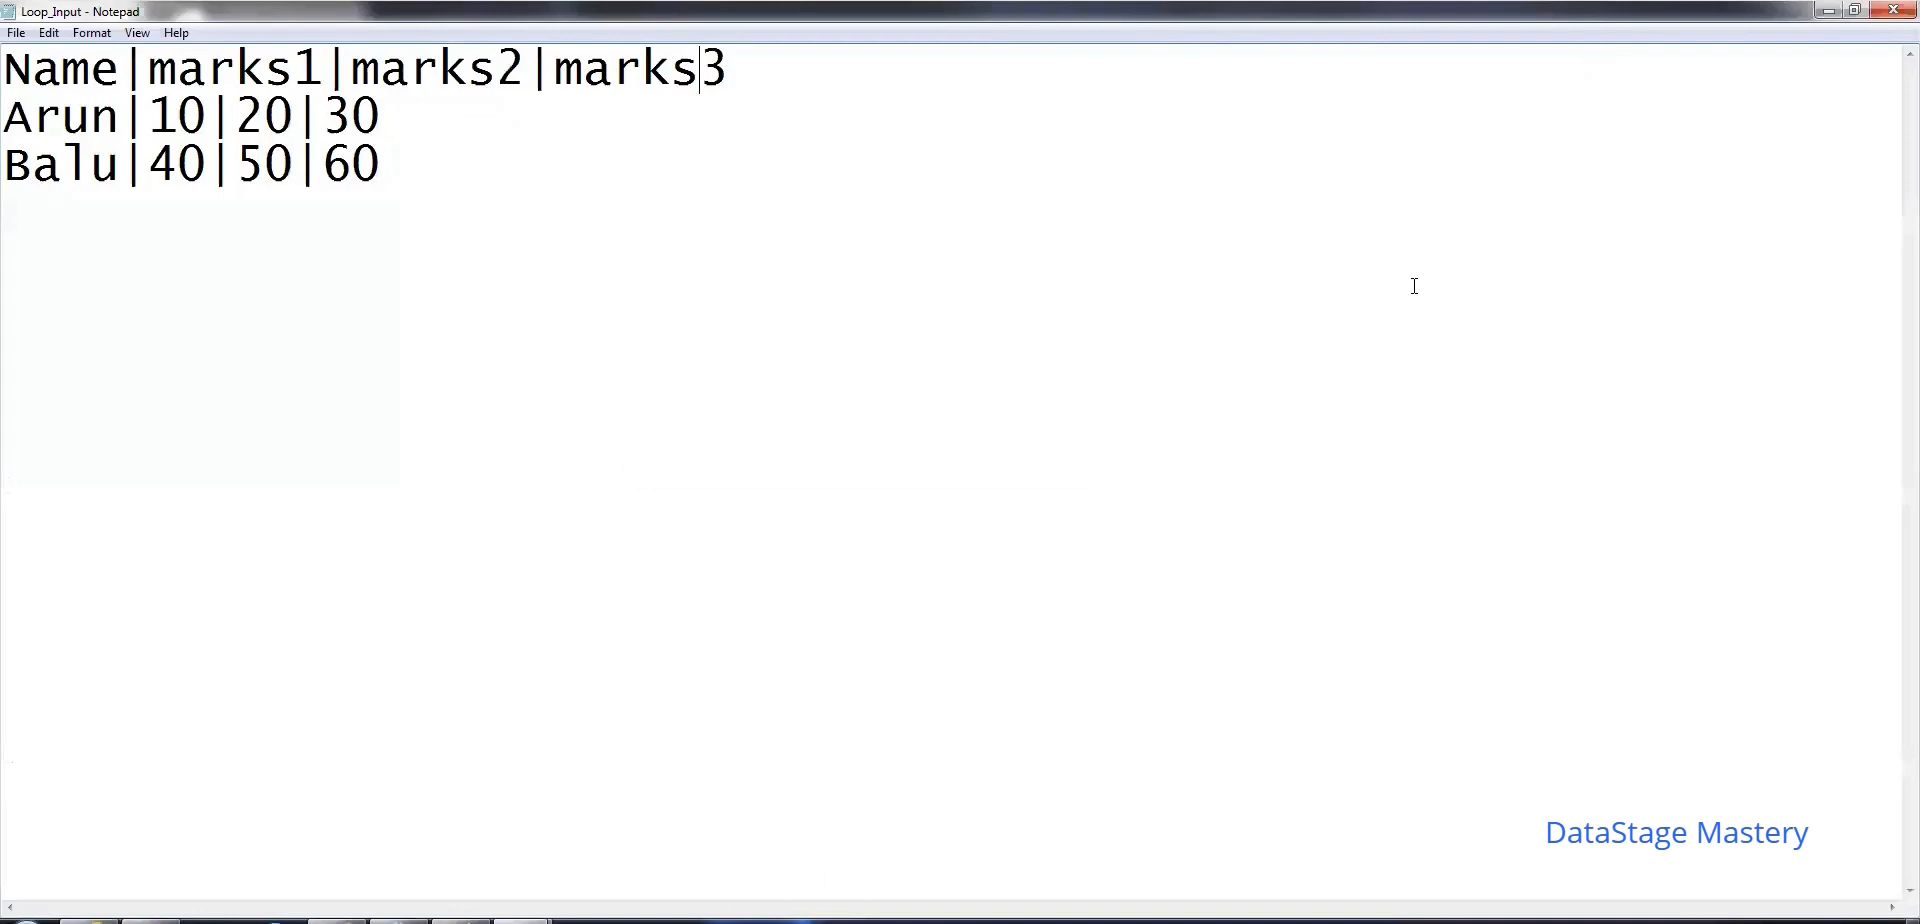 Loop_Input - Notepad
File Edit Format View Help
Name|marks1|marks2|marks3
Arun|10|20|30
Balu|40|50|60
DataStage Mastery